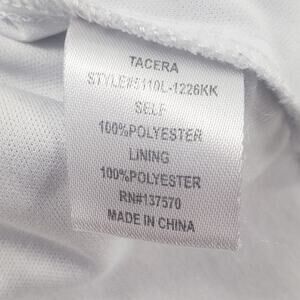 TACERA
STYLE#5110L-1226KK
SELF
100%POLYESTER
LINING
100%POLYESTER
RN#137570
MADE IN CHINA